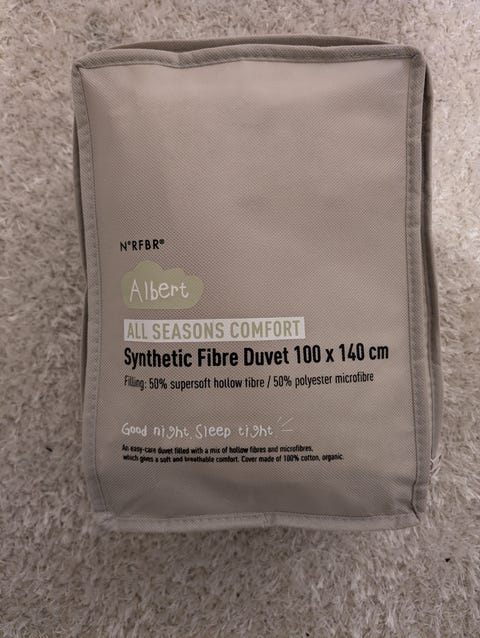 N°RFBR®
Albert
ALL SEASONS COMFORT
Synthetic Fibre Duvet 100 x 140 cm
Filling: 50% supersoft hollow fibre / 50% polyester microfibre
Good night, Sleep tight
An easy-care duvet filled with a mix of hollow fibres and microfibres,
which gives a soft and breathable comfort. Cover made of 100% cotton, organic.